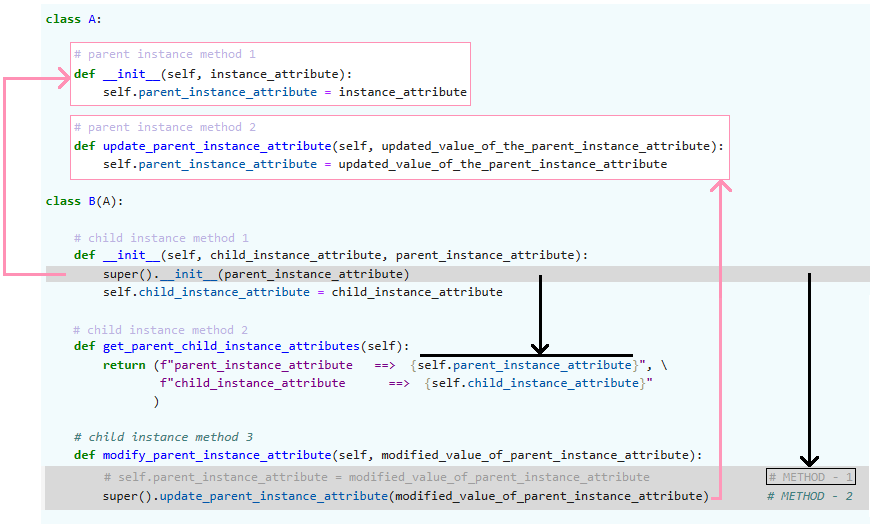 class A:
# parent instance method 1
def __init__(self, instance_attribute):
self.parent_instance_attribute = instance_attribute
# parent instance method 2
def update_parent_instance_attribute(self, updated_value_of_the_parent_instance_attribute):
self.parent_instance_attribute = updated_value_of_the_parent_instance_attribute
class B(A):
# child instance method 1
def __init__(self, child_instance_attribute, parent_instance_attribute):
super().__init__(parent_instance_attribute)
self.child_instance_attribute = child_instance_attribute
# child instance method 2
def get_parent_child_instance_attributes(self):
return (f"parent_instance_attribute ==> {self.parent_instance_attribute}", \
f"child_instance_attribute ==> {self.child_instance_attribute}"
)
# child instance method 3
def modify_parent_instance_attribute(self, modified_value_of_parent_instance_attribute):
# self.parent_instance_attribute = modified_value_of_parent_instance_attribute # METHOD - 1
super().update_parent_instance_attribute(modified_value_of_parent_instance_attribute) # METHOD - 2